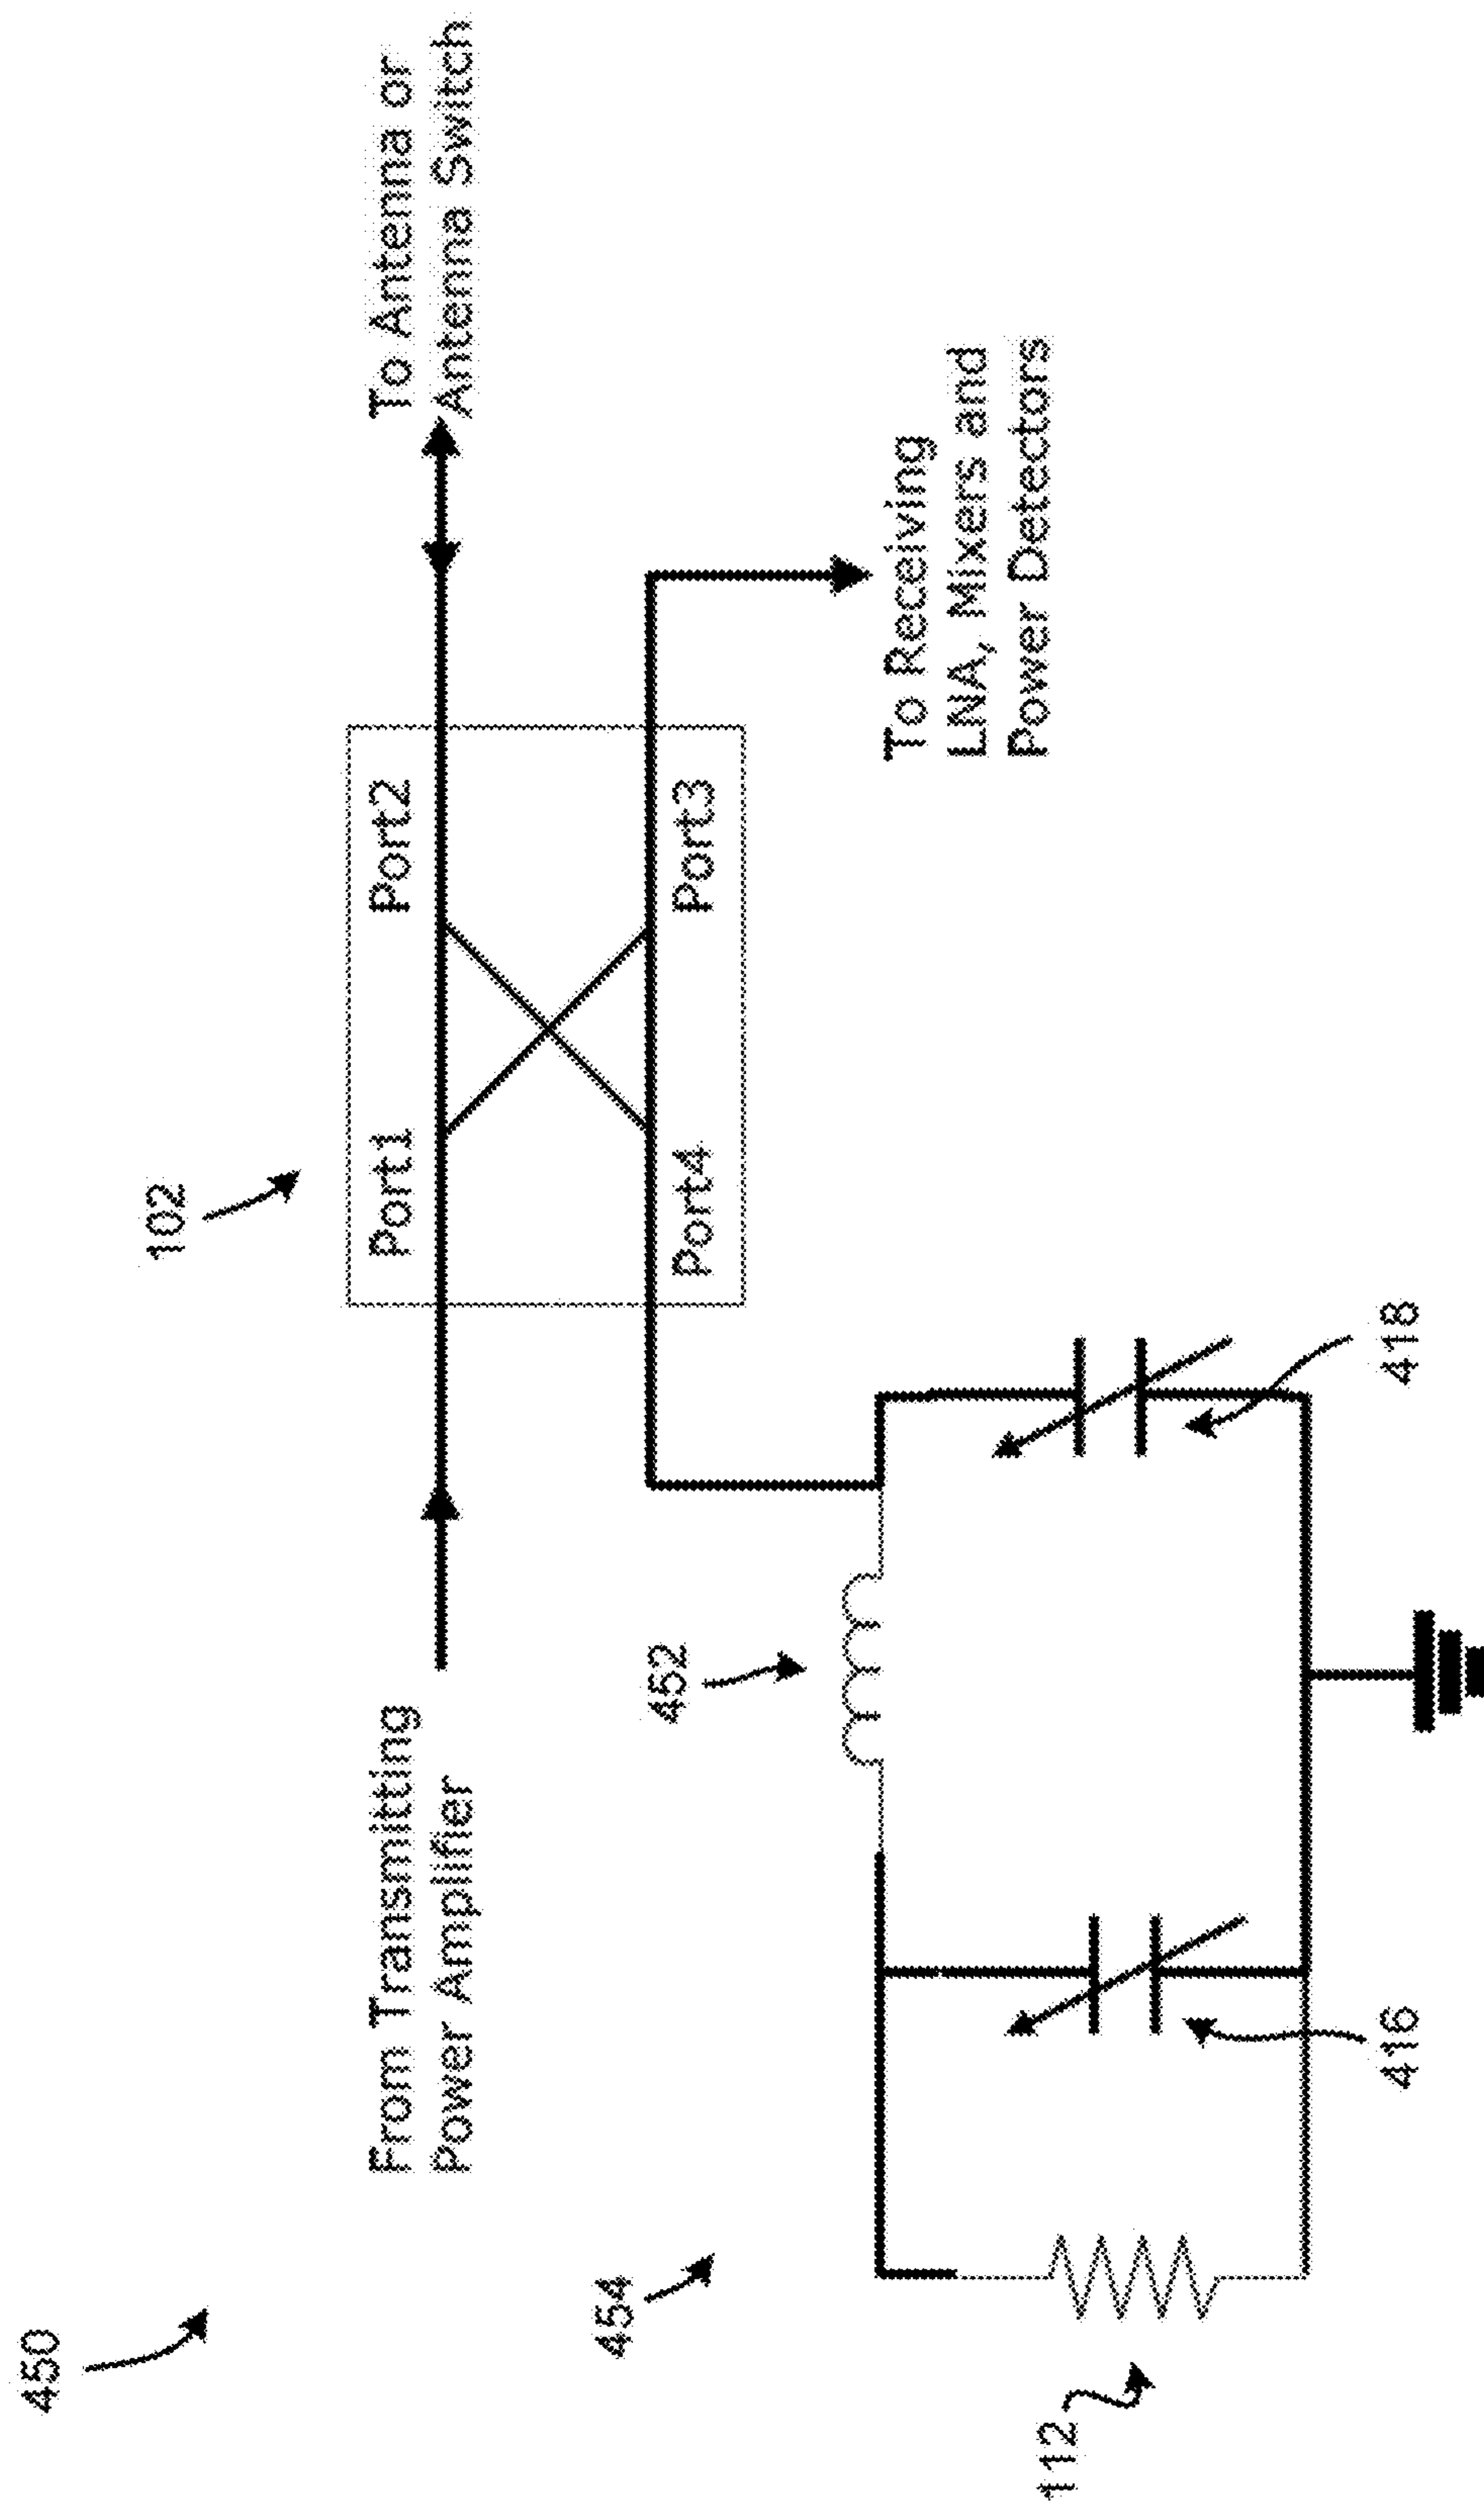 450
102
From Transmitting
Power Amplifier
Port1
Port2
To Antenna or
Antenna Switch
454
452
Port4
Port3
To Receiving
LNA, Mixers and
Power Detectors
112
416
418